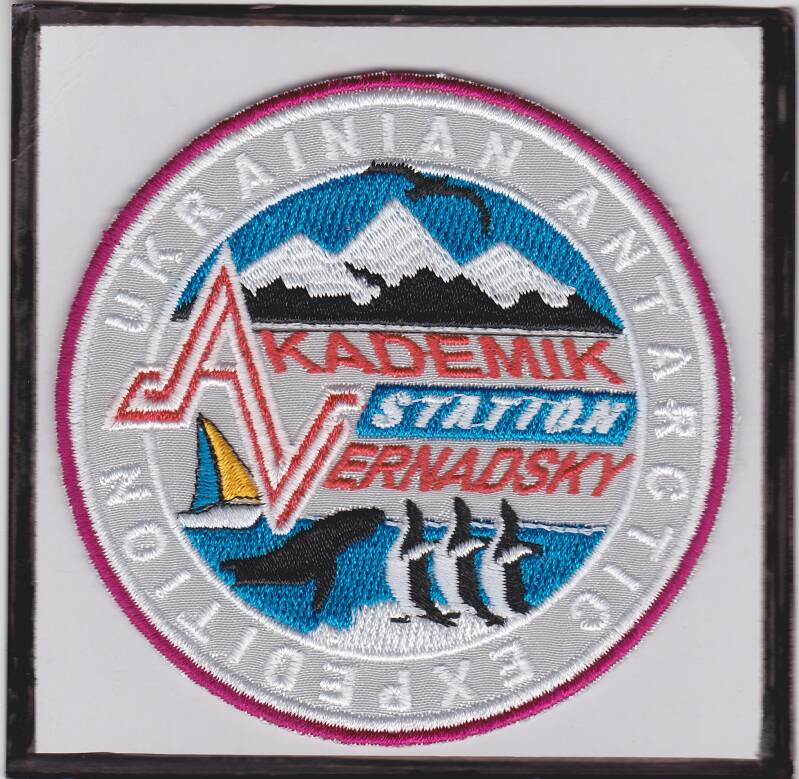 UKRAINIAN ANTARCTIC EXPEDITION
AKADEMIK
STATION
VERNADSKY